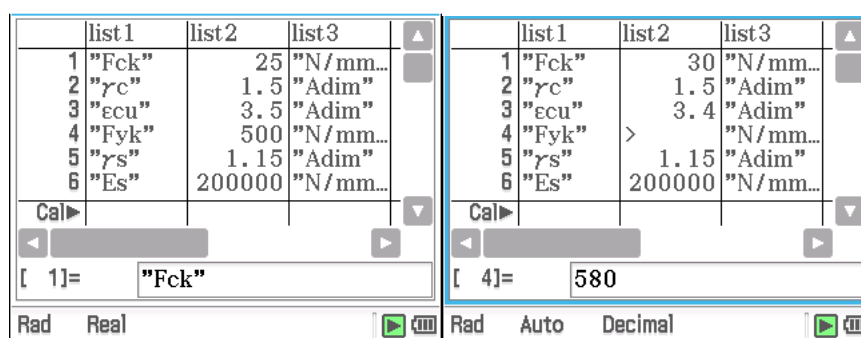 list1 list2 list3
1 "Fck" 25 "N/mm…
2 "γc" 1.5 "Adim"
3 "εcu" 3.5 "Adim"
4 "Fyk" 500 "N/mm…
5 "γs" 1.15 "Adim"
6 "Es" 200000 "N/mm…
Cal▶
[ 1]= "Fck"
Rad Real
list1 list2 list3
1 "Fck" 30 "N/mm…
2 "γc" 1.5 "Adim"
3 "εcu" 3.4 "Adim"
4 "Fyk" > "N/mm…
5 "γs" 1.15 "Adim"
6 "Es" 200000 "N/mm…
Cal▶
[ 4]= 580
Rad Auto Decimal